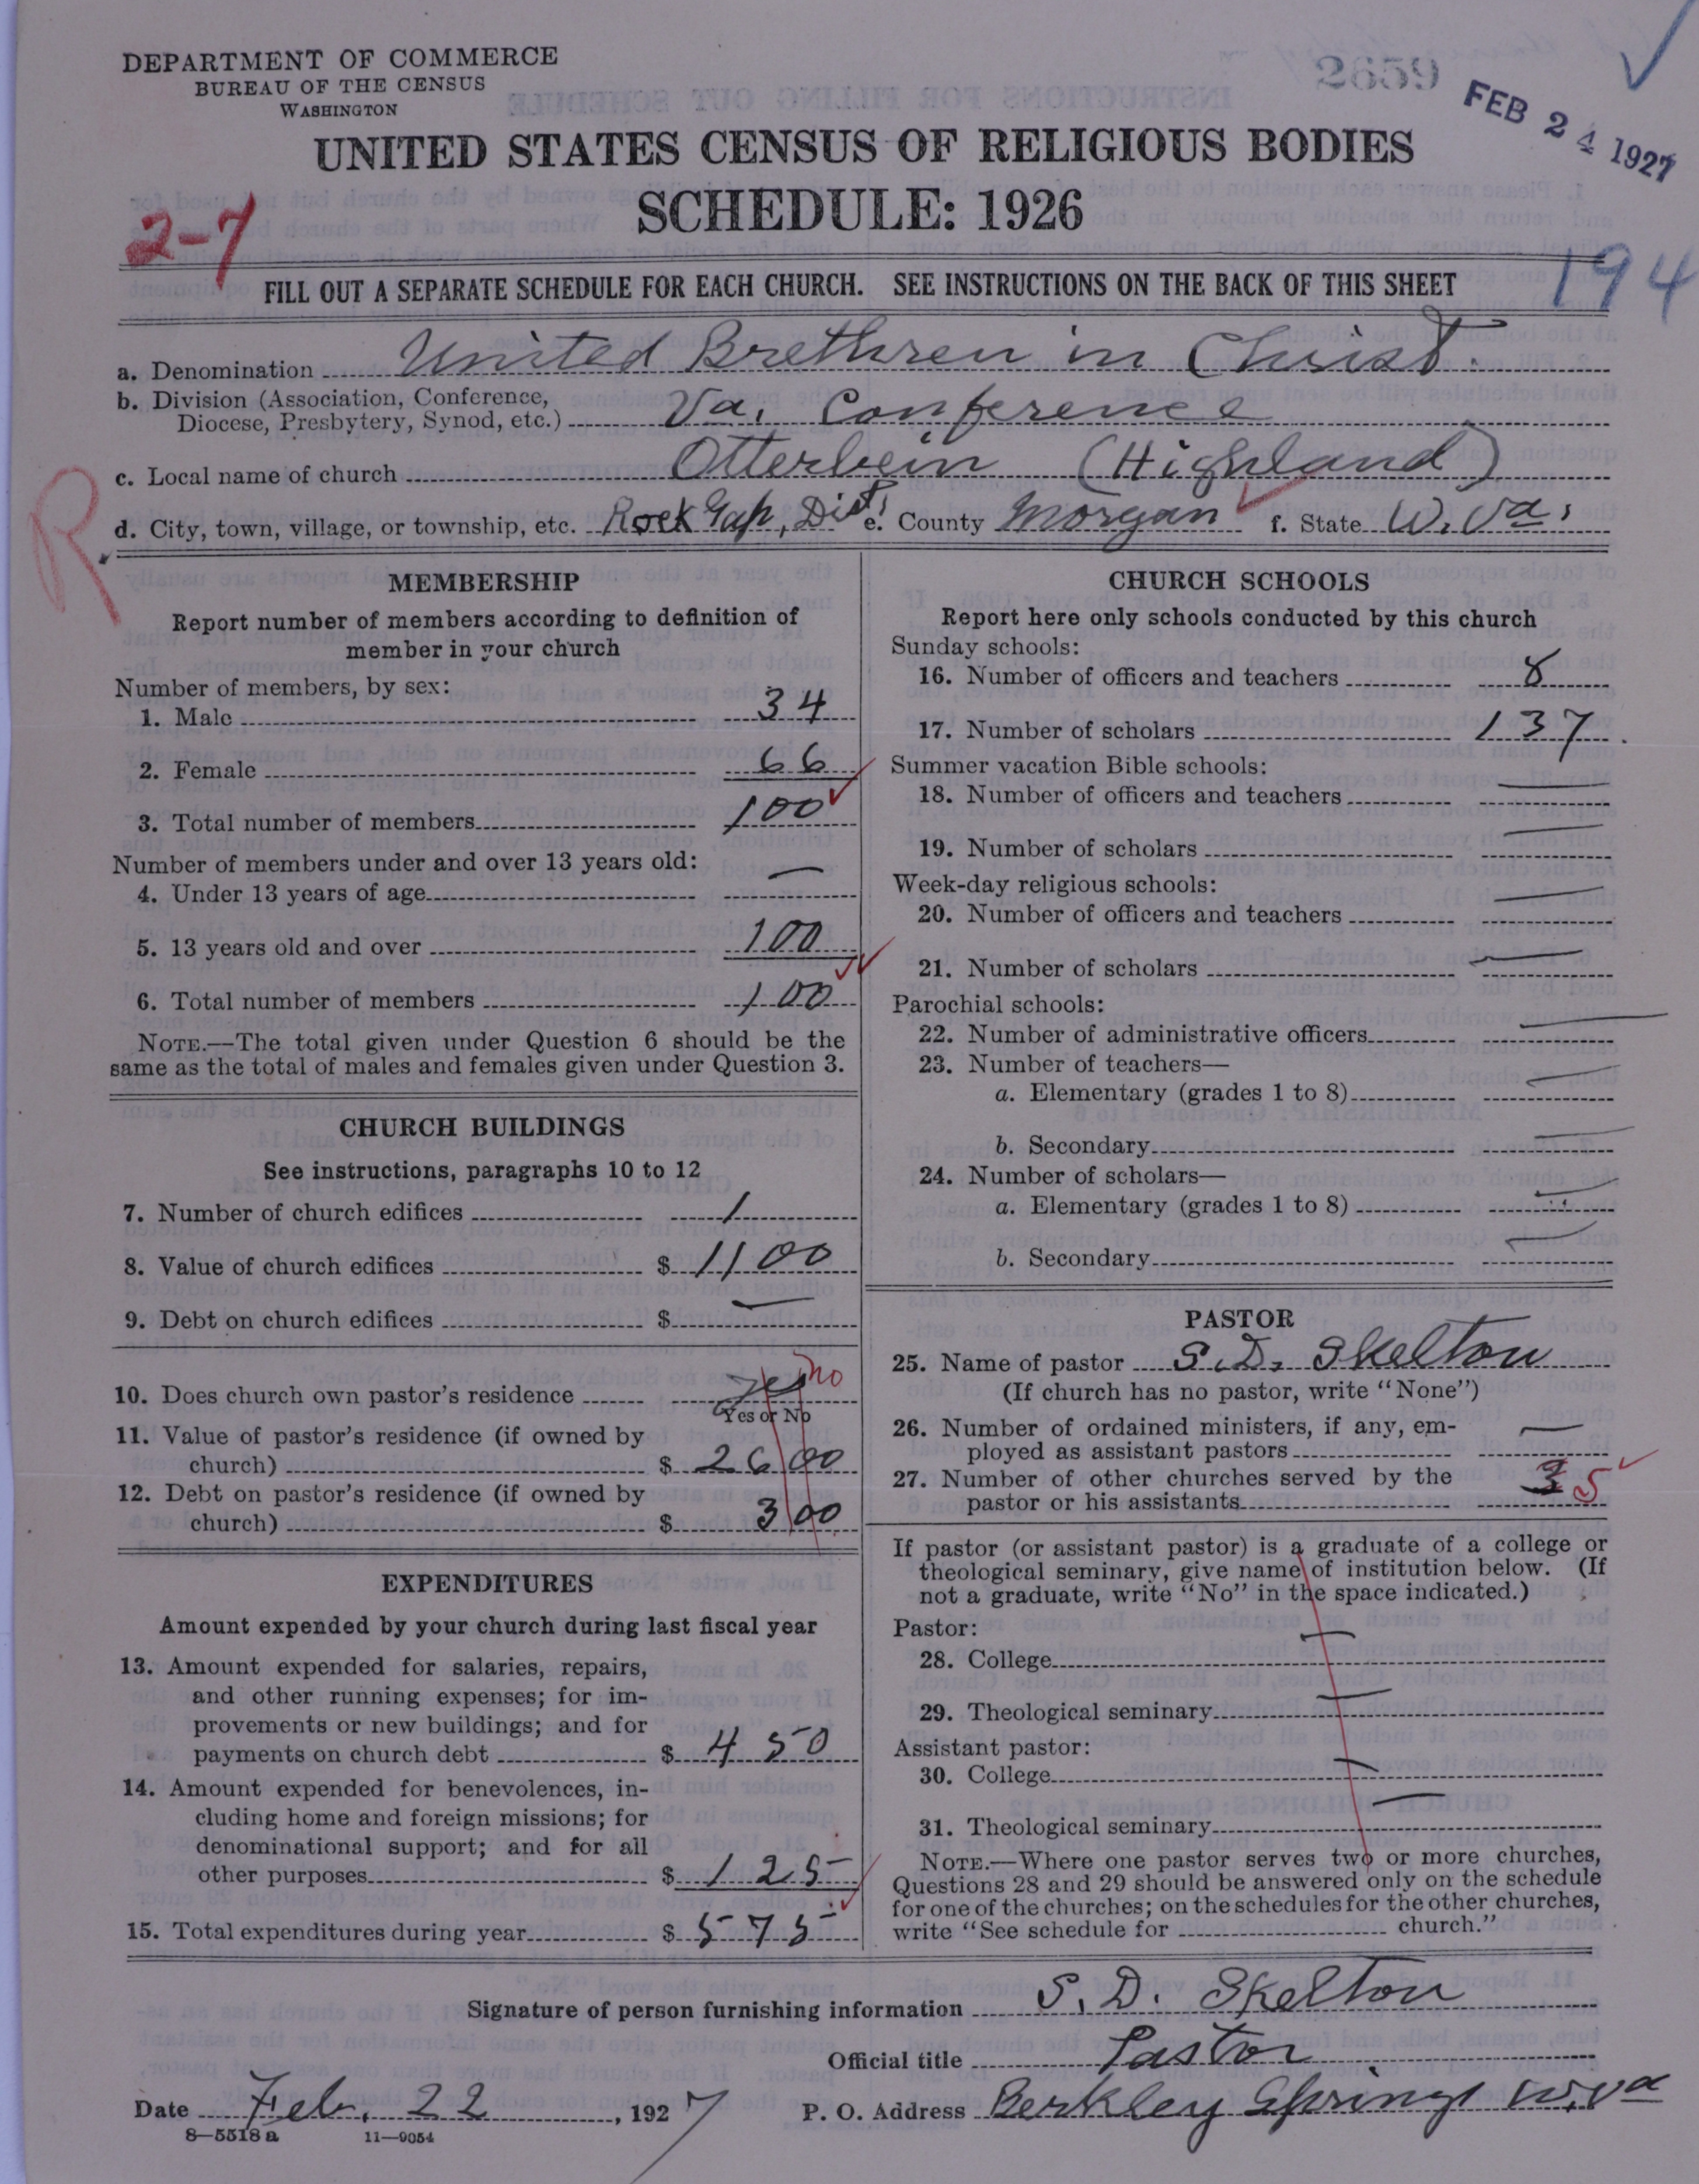 DEPARTMENT OF COMMERCE
BUREAU OF THE CENSUS
WASHINGTON
2659
FEB 24 1927
UNITED STATES CENSUS OF RELIGIOUS BODIES
SCHEDULE: 1926
2-7
194
FILL OUT A SEPARATE SCHEDULE FOR EACH CHURCH. SEE INSTRUCTIONS ON THE BACK OF THIS SHEET
a. Denomination United Brethren in Christ.
b. Division (Association, Conference,
Diocese, Presbytery, Synod, etc.) Va. Conference
c. Local name of church Otterbein (Highland)
R
d. City, town, village, or township, etc. Rock Gap, Dist. e. County Morgan f. State W. Va.
MEMBERSHIP
Report number of members according to definition of
member in your church
Number of members, by sex:
1. Male 34
2. Female 66
3. Total number of members 100
Number of members under and over 13 years old:
4. Under 13 years of age —
5. 13 years old and over 100
6. Total number of members 100
NOTE.—The total given under Question 6 should be the
same as the total of males and females given under Question 3.
CHURCH BUILDINGS
See instructions, paragraphs 10 to 12
7. Number of church edifices 1
8. Value of church edifices $ 1100
9. Debt on church edifices $ —
10. Does church own pastor's residence yes no
Yes or No
11. Value of pastor's residence (if owned by
church) $ 2600
12. Debt on pastor's residence (if owned by
church) $ 300
EXPENDITURES
Amount expended by your church during last fiscal year
13. Amount expended for salaries, repairs,
and other running expenses; for im-
provements or new buildings; and for
payments on church debt $ 450
14. Amount expended for benevolences, in-
cluding home and foreign missions; for
denominational support; and for all
other purposes $ 125
15. Total expenditures during year $ 575
CHURCH SCHOOLS
Report here only schools conducted by this church
Sunday schools:
16. Number of officers and teachers 8
17. Number of scholars 137
Summer vacation Bible schools:
18. Number of officers and teachers —
19. Number of scholars —
Week-day religious schools:
20. Number of officers and teachers —
21. Number of scholars —
Parochial schools:
22. Number of administrative officers —
23. Number of teachers—
a. Elementary (grades 1 to 8) —
b. Secondary —
24. Number of scholars—
a. Elementary (grades 1 to 8) —
b. Secondary —
PASTOR
25. Name of pastor S. D. Skelton
(If church has no pastor, write "None")
26. Number of ordained ministers, if any, em-
ployed as assistant pastors —
27. Number of other churches served by the
pastor or his assistants 3 5
If pastor (or assistant pastor) is a graduate of a college or
theological seminary, give name of institution below. (If
not a graduate, write "No" in the space indicated.)
Pastor:
28. College —
29. Theological seminary —
Assistant pastor:
30. College —
31. Theological seminary —
NOTE.—Where one pastor serves two or more churches,
Questions 28 and 29 should be answered only on the schedule
for one of the churches; on the schedules for the other churches,
write "See schedule for church."
Signature of person furnishing information S. D. Skelton
Official title Pastor
Date Feb. 22, 1927 P. O. Address Berkley Springs W. Va
8—5518 a 11—9054